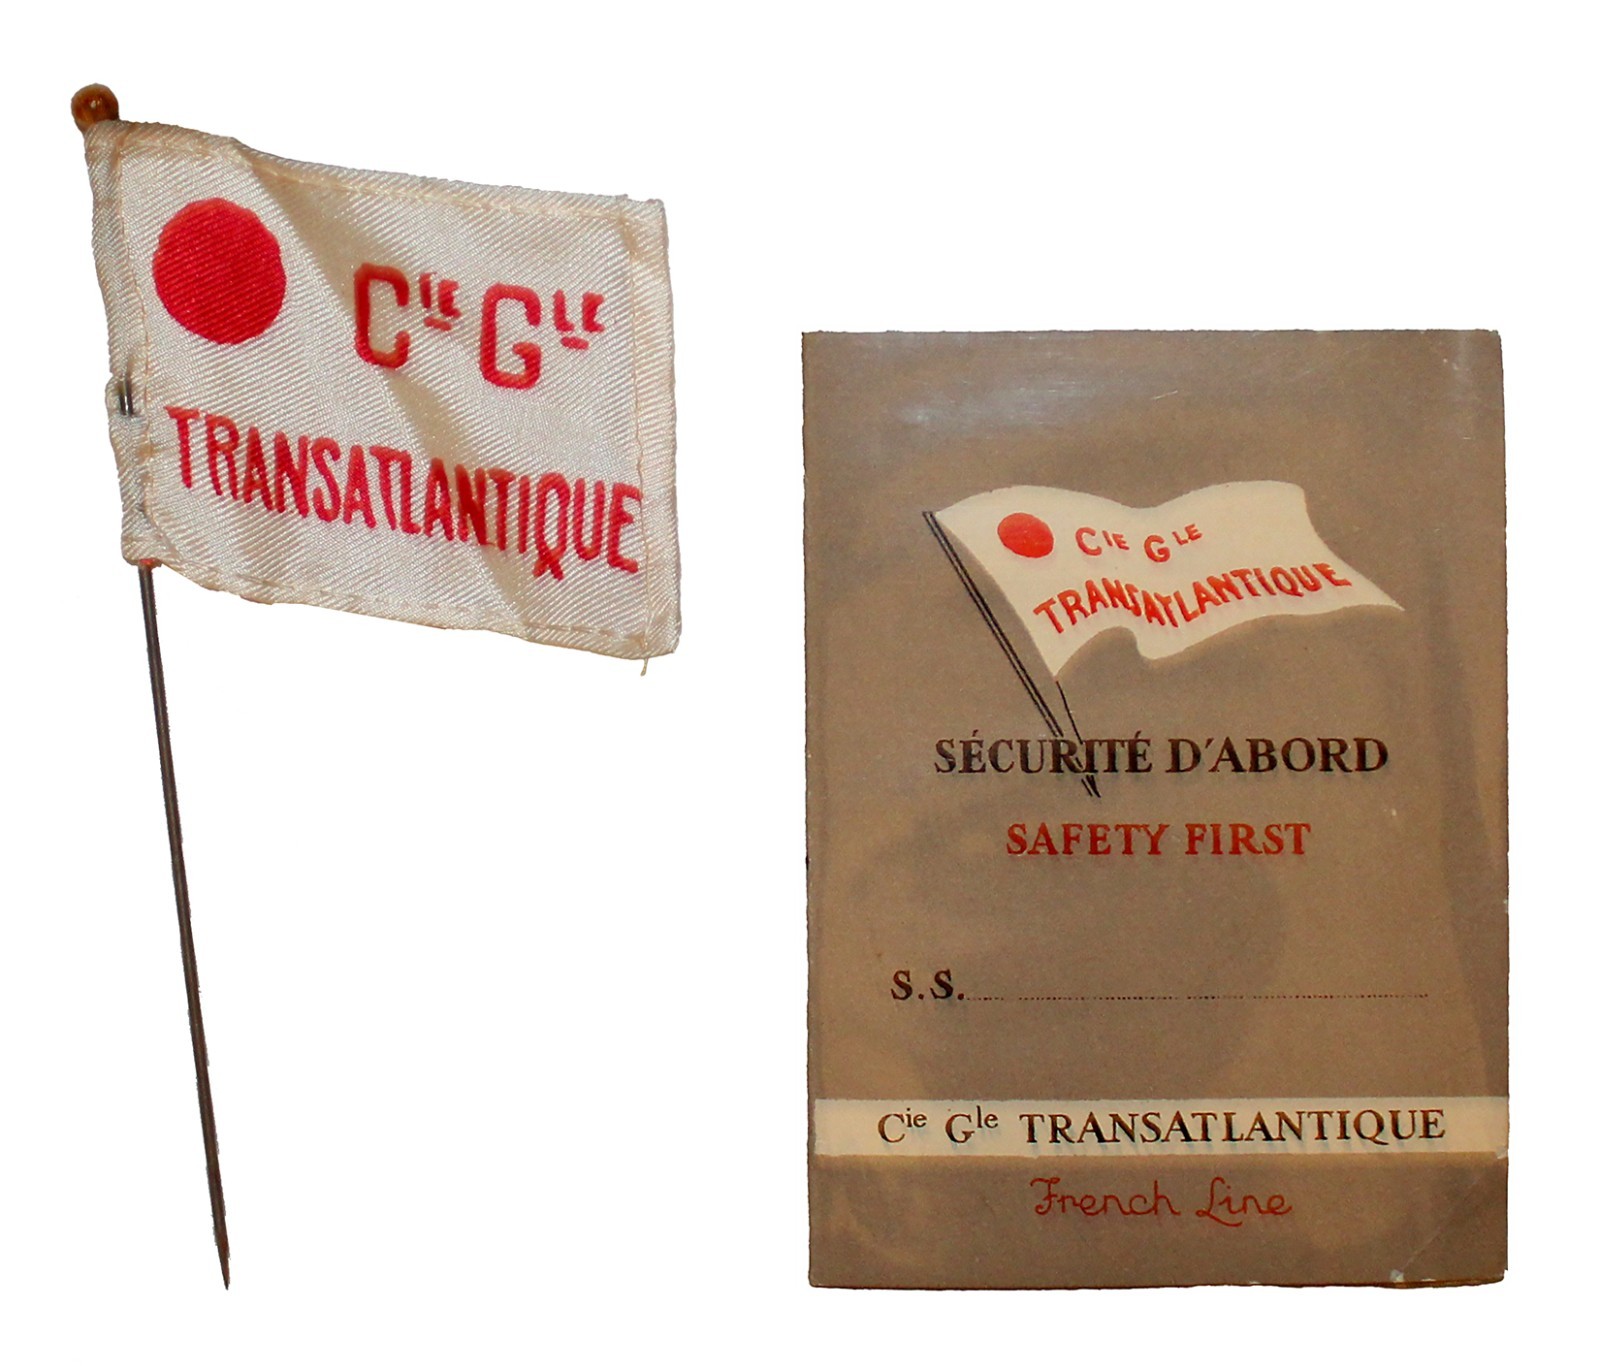 CIE GLE
TRANSATLANTIQUE
CIE GLE
TRANSATLANTIQUE
SÉCURITÉ D'ABORD
SAFETY FIRST
S.S.
Cie Gle TRANSATLANTIQUE
French Line